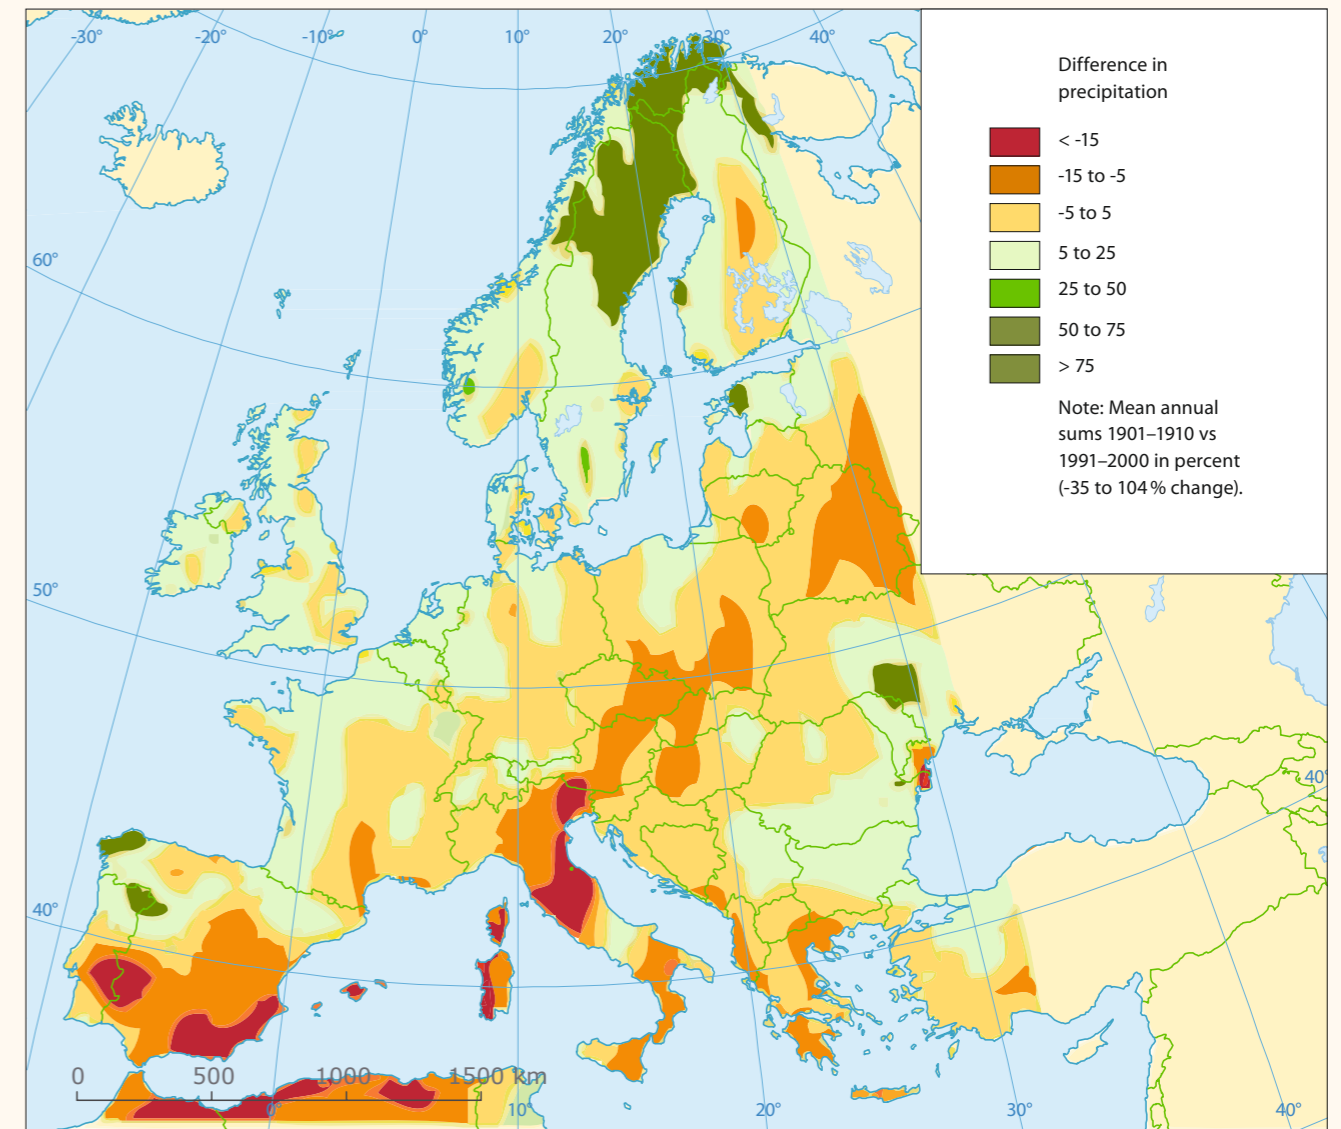 -30° -20° -10° 0° 10° 20° 30° 40°
Difference in
precipitation
< -15
-15 to -5
-5 to 5
5 to 25
25 to 50
50 to 75
> 75
Note: Mean annual
sums 1901–1910 vs
1991–2000 in percent
(-35 to 104 % change).
60°
50°
40°
40°
0 500 1000 1500 km
0° 10° 20° 30° 40°